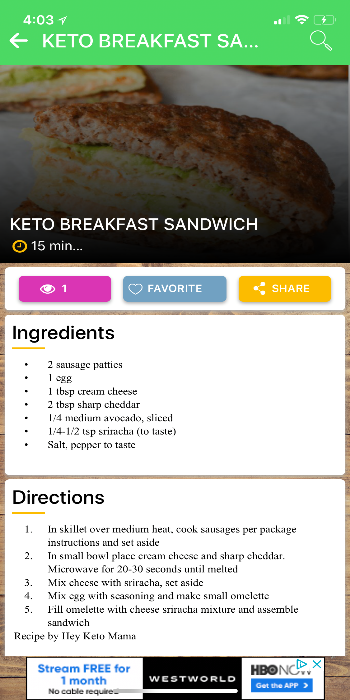 4:03
KETO BREAKFAST SA...
KETO BREAKFAST SANDWICH
15 min...
1
FAVORITE
SHARE
Ingredients
• 2 sausage patties
• 1 egg
• 1 tbsp cream cheese
• 2 tbsp sharp cheddar
• 1/4 medium avocado, sliced
• 1/4-1/2 tsp sriracha (to taste)
• Salt, pepper to taste
Directions
1. In skillet over medium heat, cook sausages per package
instructions and set aside
2. In small bowl place cream cheese and sharp cheddar.
Microwave for 20-30 seconds until melted
3. Mix cheese with sriracha, set aside
4. Mix egg with seasoning and make small omelette
5. Fill omelette with cheese sriracha mixture and assemble
sandwich
Recipe by Hey Keto Mama
Stream FREE for
1 month
No cable required
WESTWORLD
HBO NOW
Get the APP